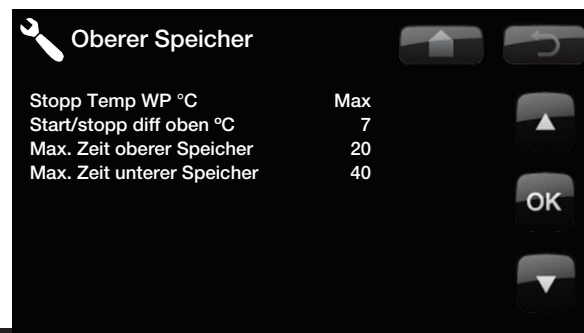 Oberer Speicher
Stopp Temp WP °C Max
Start/stopp diff oben ºC 7
Max. Zeit oberer Speicher 20
Max. Zeit unterer Speicher 40
OK